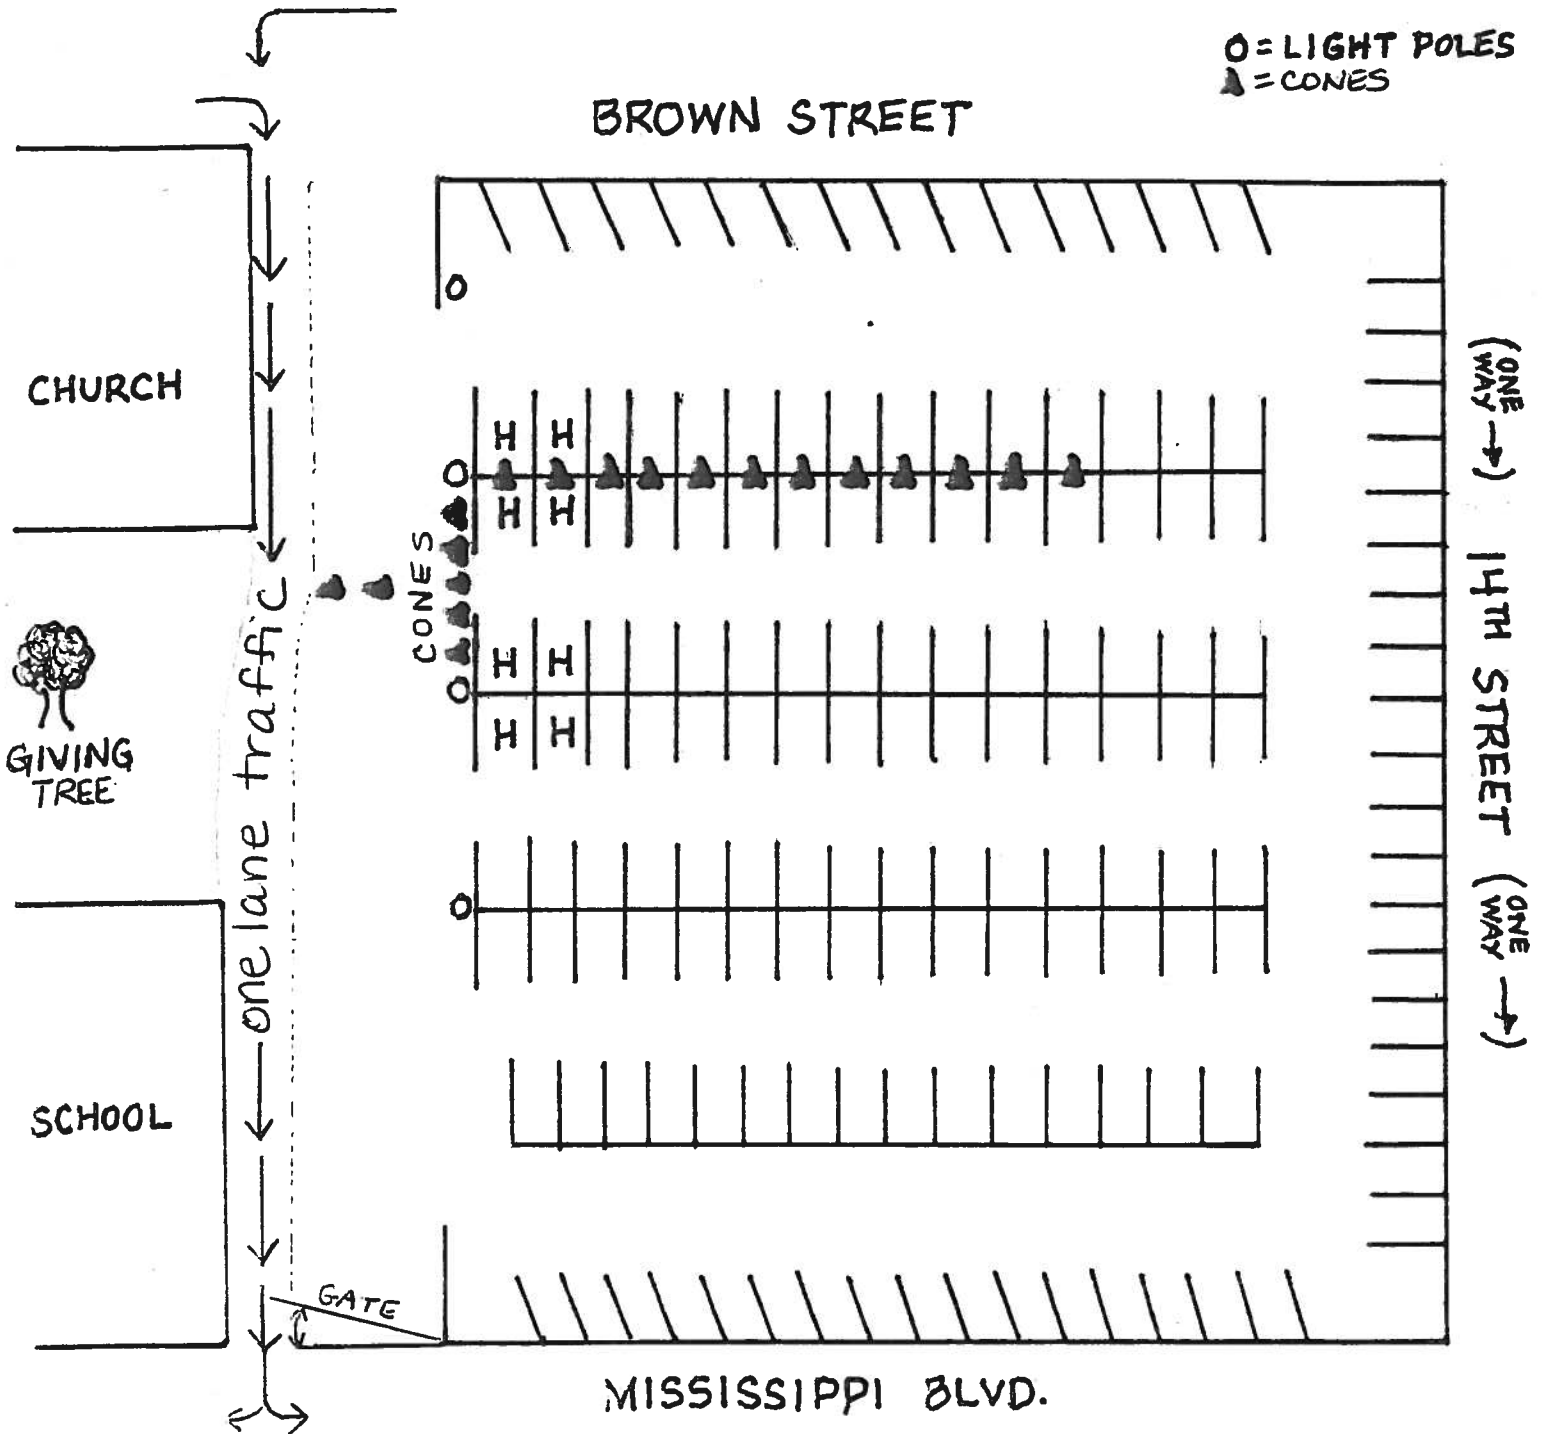 O = LIGHT POLES
= CONES
BROWN STREET
CHURCH
H H
H H
CONES
H H
H H
GIVING
TREE
one lane traffic
(ONE
WAY →)
14TH STREET
(ONE
WAY →)
SCHOOL
GATE
MISSISSIPPI BLVD.